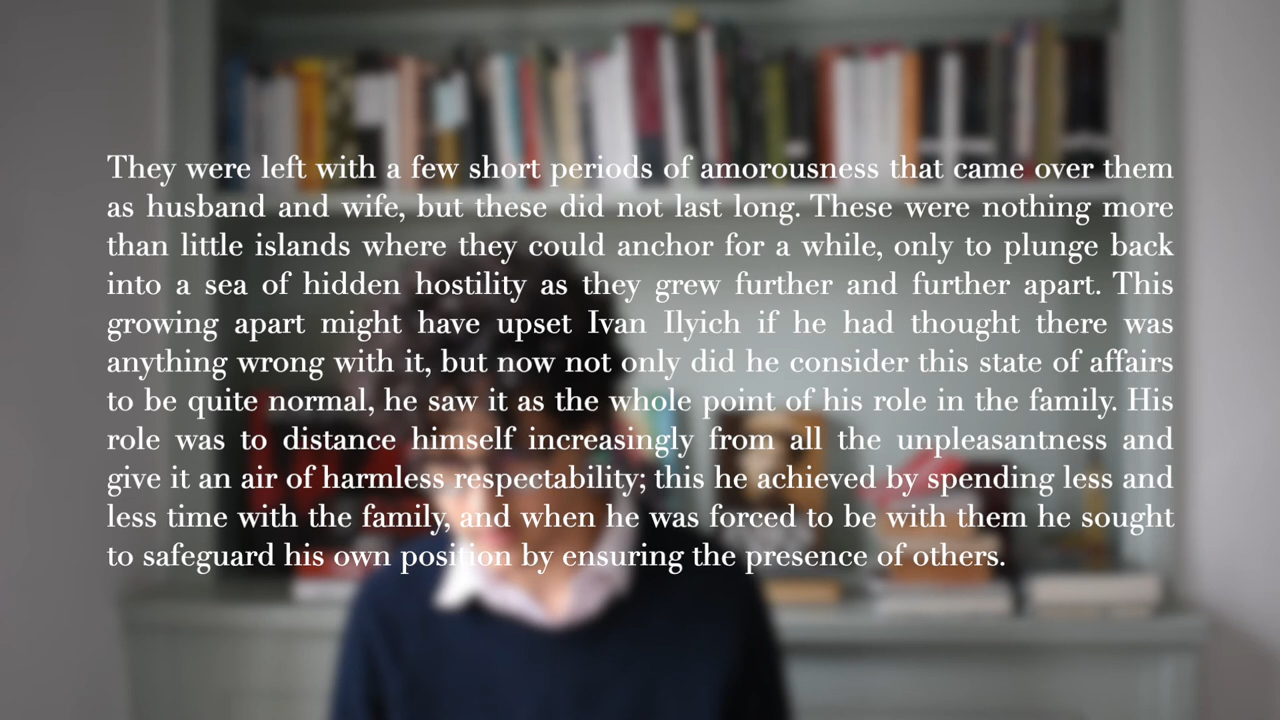 They were left with a few short periods of amorousness that came over them
as husband and wife, but these did not last long. These were nothing more
than little islands where they could anchor for a while, only to plunge back
into a sea of hidden hostility as they grew further and further apart. This
growing apart might have upset Ivan Ilyich if he had thought there was
anything wrong with it, but now not only did he consider this state of affairs
to be quite normal, he saw it as the whole point of his role in the family. His
role was to distance himself increasingly from all the unpleasantness and
give it an air of harmless respectability; this he achieved by spending less and
less time with the family, and when he was forced to be with them he sought
to safeguard his own position by ensuring the presence of others.